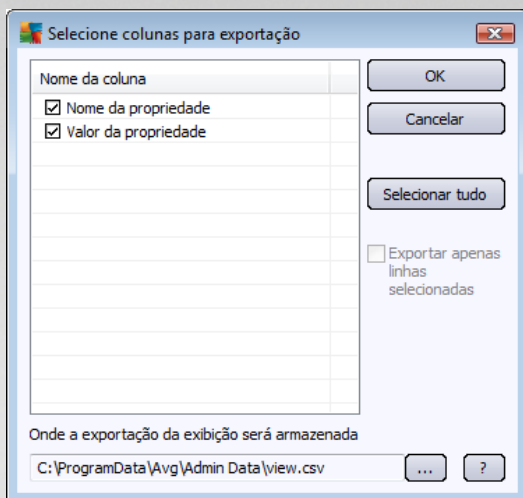 Selecione colunas para exportação
Nome da coluna
Nome da propriedade
Valor da propriedade
OK
Cancelar
Selecionar tudo
Exportar apenas
linhas
selecionadas
Onde a exportação da exibição será armazenada
C:\ProgramData\Avg\Admin Data\view.csv
...
?